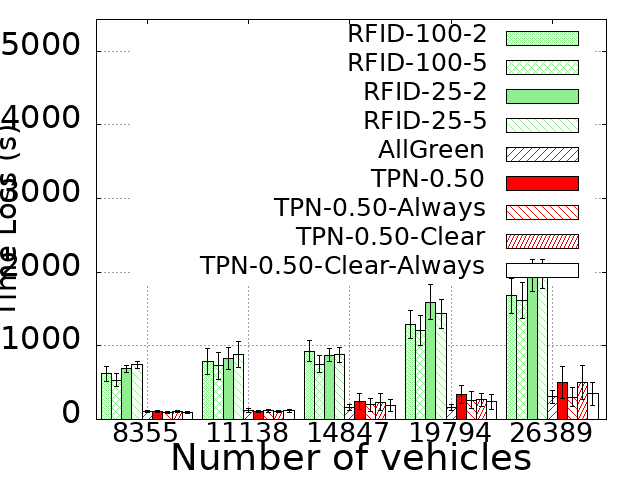 5000
4000
3000
2000
1000
0
Time Loss (s)
RFID-100-2
RFID-100-5
RFID-25-2
RFID-25-5
AllGreen
TPN-0.50
TPN-0.50-Always
TPN-0.50-Clear
TPN-0.50-Clear-Always
8355 11138 14847 19794 26389
Number of vehicles